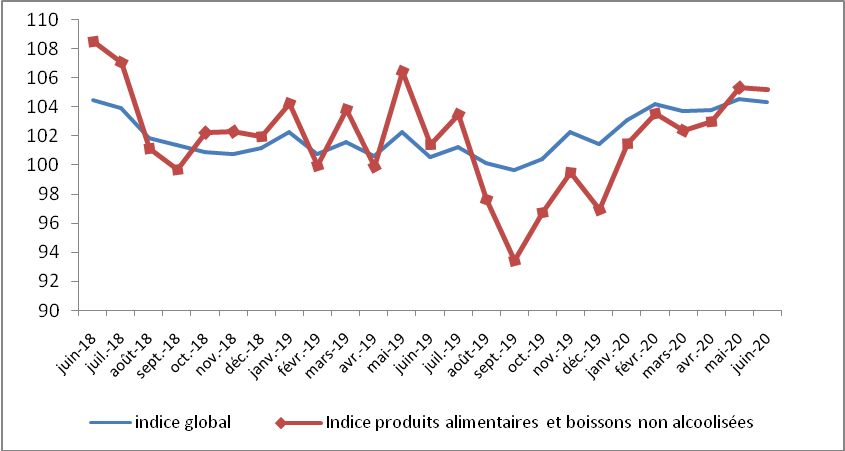 110
108
106
104
102
100
98
96
94
92
90
juin-18
juil.-18
août-18
sept.-18
oct.-18
nov.-18
déc.-18
janv.-19
févr.-19
mars-19
avr.-19
mai-19
juin-19
juil.-19
août-19
sept.-19
oct.-19
nov.-19
déc.-19
janv.-20
févr.-20
mars-20
avr.-20
mai-20
juin-20
indice global
Indice produits alimentaires et boissons non alcoolisées